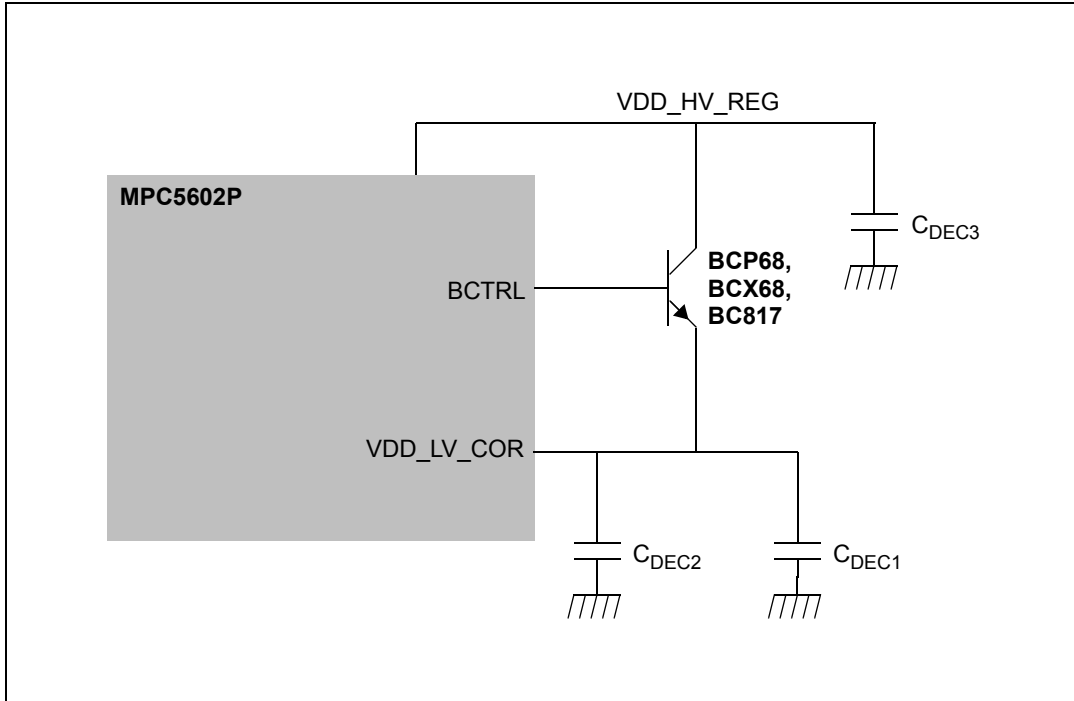 VDD_HV_REG
MPC5602P
CDEC3
BCP68,
BCX68,
BC817
BCTRL
VDD_LV_COR
CDEC2
CDEC1